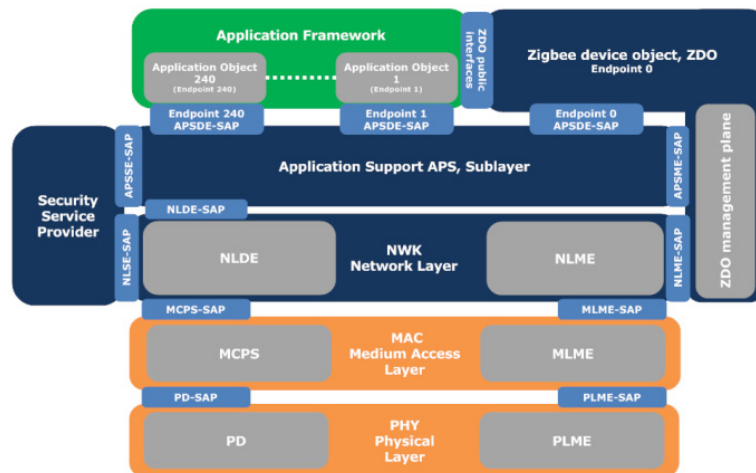 Application Framework
Application Object
240
(Endpoint 240)
Application Object
1
(Endpoint 1)
ZDO public
interfaces
Zigbee device object, ZDO
Endpoint 0
Endpoint 240
APSDE-SAP
Endpoint 1
APSDE-SAP
Endpoint 0
APSDE-SAP
Security
Service
Provider
APSSE-SAP
Application Support APS, Sublayer
APSME-SAP
ZDO management plane
NLDE-SAP
NLSE-SAP
NLDE
NWK
Network Layer
NLME
NLME-SAP
MCPS-SAP
MLME-SAP
MCPS
MAC
Medium Access
Layer
MLME
PD-SAP
PLME-SAP
PD
PHY
Physical
Layer
PLME